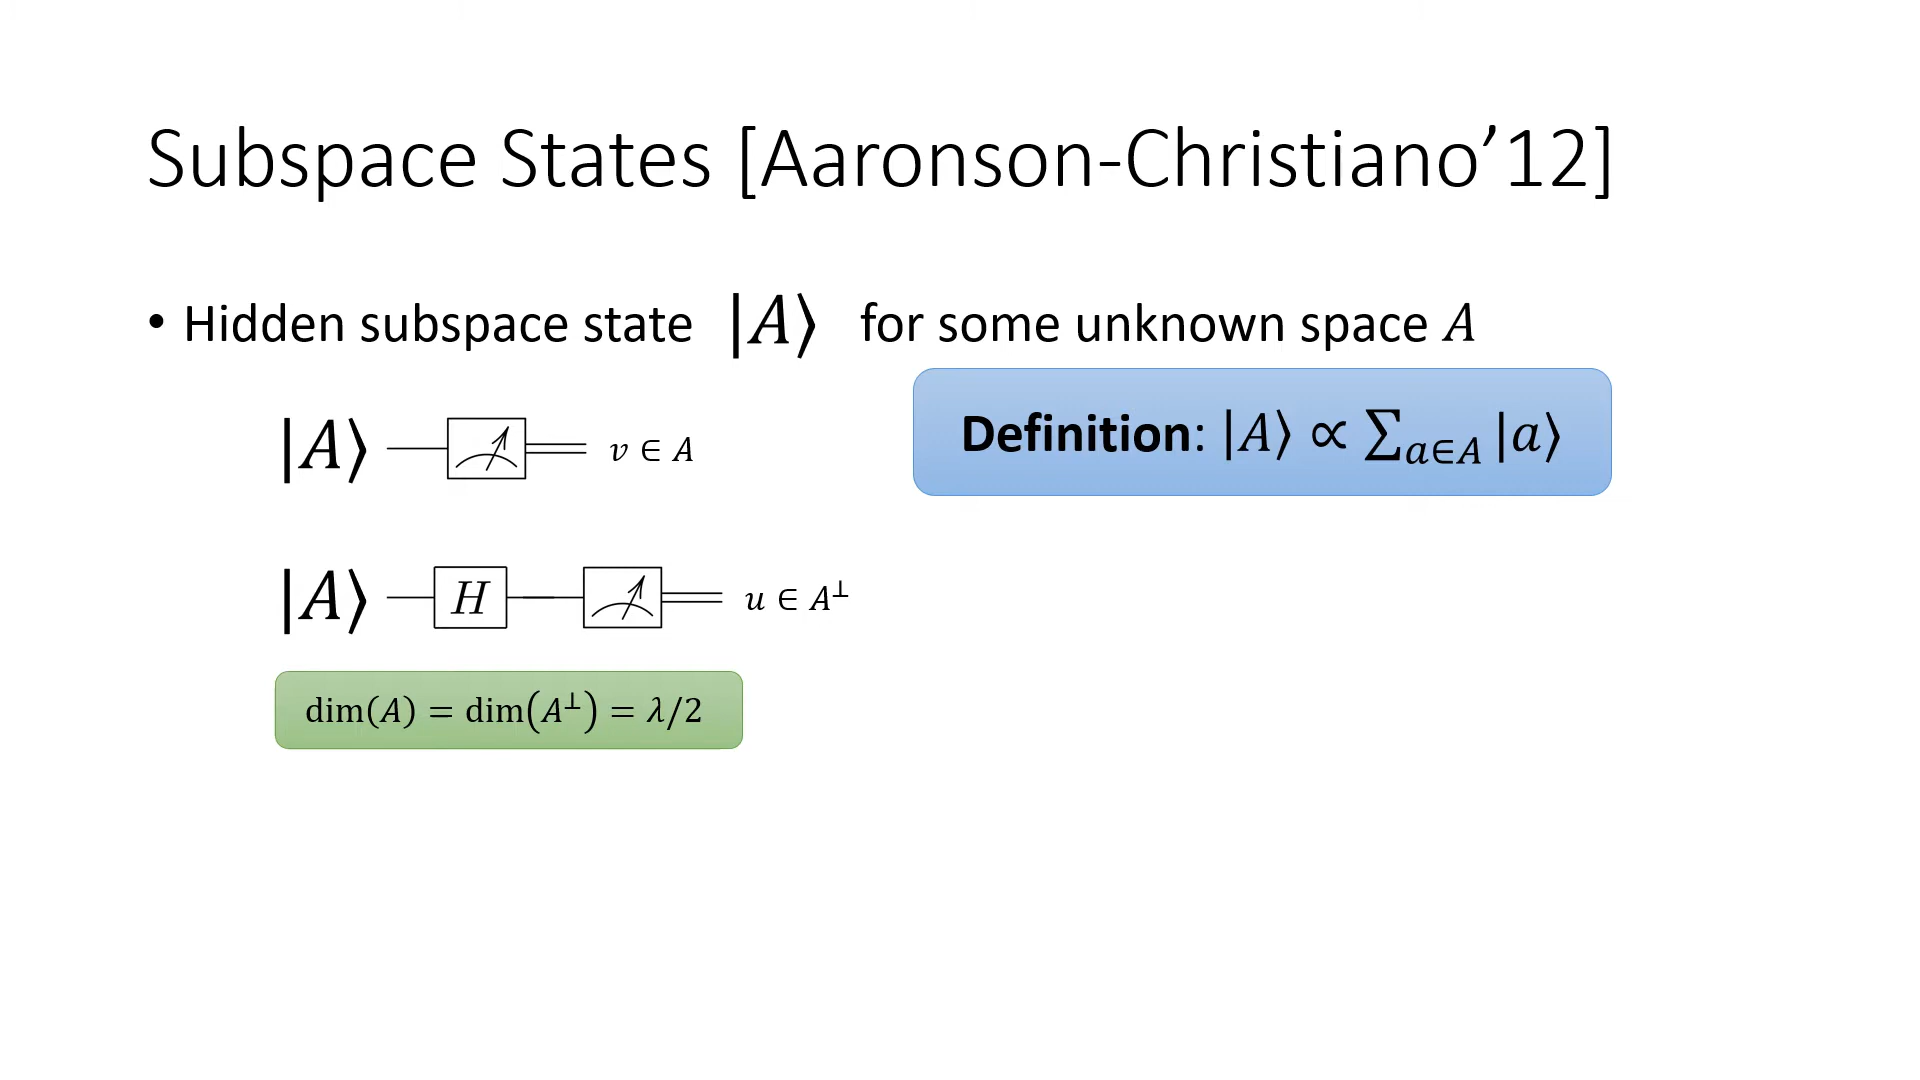 Subspace States [Aaronson-Christiano’12]
• Hidden subspace state |A⟩ for some unknown space A
Definition: |A⟩ ∝ ∑_{a∈A} |a⟩
|A⟩ v ∈ A
|A⟩ H u ∈ A^⊥
dim(A) = dim(A^⊥) = λ/2